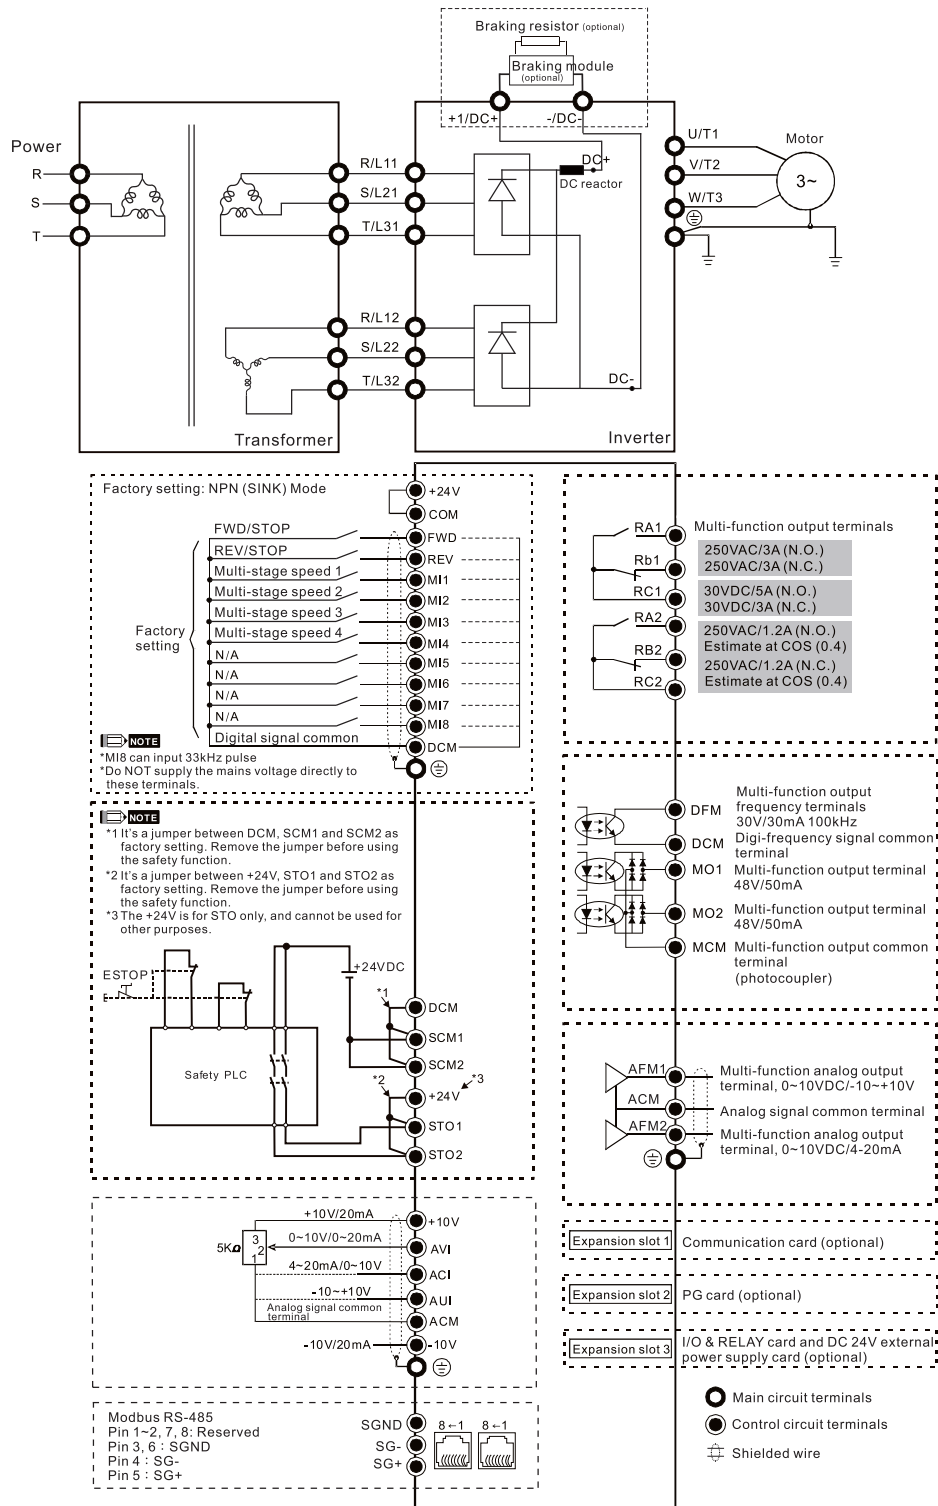 Braking resistor (optional)
Braking module
(optional)
+1/DC+
-/DC-
Power
R
S
T
R/L11
S/L21
T/L31
R/L12
S/L22
T/L32
DC+
DC reactor
DC-
U/T1
V/T2
W/T3
Motor
3~
Transformer
Inverter
Factory setting: NPN (SINK) Mode
FWD/STOP
REV/STOP
Multi-stage speed 1
Multi-stage speed 2
Multi-stage speed 3
Multi-stage speed 4
N/A
N/A
N/A
N/A
Digital signal common
Factory
setting
+24V
COM
FWD
REV
MI1
MI2
MI3
MI4
MI5
MI6
MI7
MI8
DCM
NOTE
*MI8 can input 33kHz pulse
*Do NOT supply the mains voltage directly to
these terminals.
RA1
Rb1
RC1
RA2
RB2
RC2
Multi-function output terminals
250VAC/3A (N.O.)
250VAC/3A (N.C.)
30VDC/5A (N.O.)
30VDC/3A (N.C.)
250VAC/1.2A (N.O.)
Estimate at COS (0.4)
250VAC/1.2A (N.C.)
Estimate at COS (0.4)
NOTE
*1 It's a jumper between DCM, SCM1 and SCM2 as
factory setting. Remove the jumper before using
the safety function.
*2 It's a jumper between +24V, STO1 and STO2 as
factory setting. Remove the jumper before using
the safety function.
*3 The +24V is for STO only, and cannot be used for
other purposes.
ESTOP
+24VDC
Safety PLC
*1
DCM
SCM1
SCM2
*2
*3
+24V
STO1
STO2
DFM
Multi-function output
frequency terminals
30V/30mA 100kHz
DCM
Digi-frequency signal common
terminal
MO1
Multi-function output terminal
48V/50mA
MO2
Multi-function output terminal
48V/50mA
MCM
Multi-function output common
terminal
(photocoupler)
AFM1
Multi-function analog output
terminal, 0~10VDC/-10~+10V
ACM
Analog signal common terminal
AFM2
Multi-function analog output
terminal, 0~10VDC/4-20mA
+10V/20mA
+10V
5KΩ
3
2
1
0~10V/0~20mA
AVI
4~20mA/0~10V
ACI
-10~+10V
AUI
Analog signal common
terminal
ACM
-10V/20mA
-10V
Expansion slot 1
Communication card (optional)
Expansion slot 2
PG card (optional)
Expansion slot 3
I/O & RELAY card and DC 24V external
power supply card (optional)
Main circuit terminals
Control circuit terminals
Shielded wire
Modbus RS-485
Pin 1~2, 7, 8: Reserved
Pin 3, 6 : SGND
Pin 4 : SG-
Pin 5 : SG+
SGND
SG-
SG+
8←1
8←1